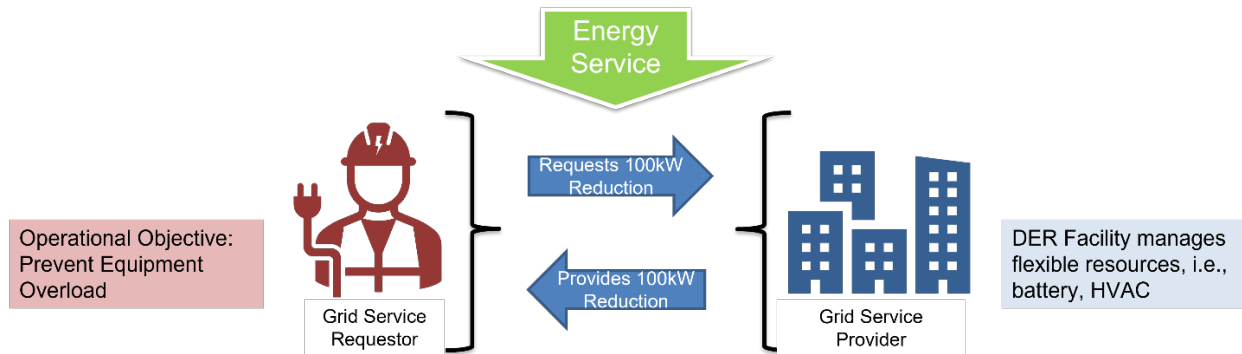 Energy
Service
Requests 100kW
Reduction
Operational Objective:
Prevent Equipment
Overload
DER Facility manages
flexible resources, i.e.,
battery, HVAC
Provides 100kW
Reduction
Grid Service
Requestor
Grid Service
Provider